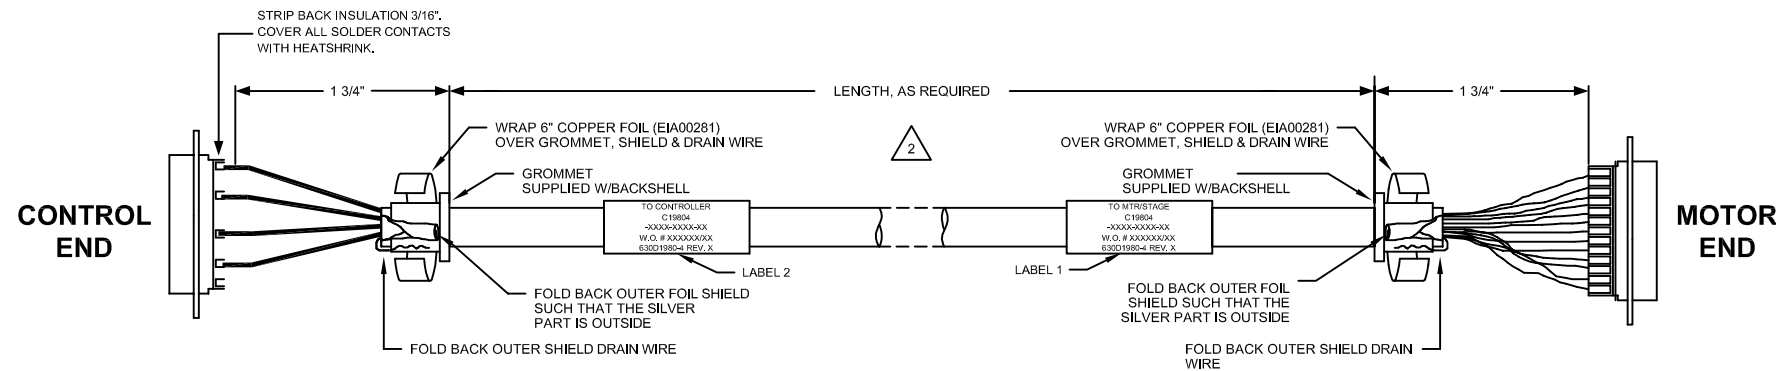 STRIP BACK INSULATION 3/16".
COVER ALL SOLDER CONTACTS
WITH HEATSHRINK.
1 3/4"
LENGTH, AS REQUIRED
1 3/4"
WRAP 6" COPPER FOIL (EIA00281)
OVER GROMMET, SHIELD & DRAIN WIRE
2
WRAP 6" COPPER FOIL (EIA00281)
OVER GROMMET, SHIELD & DRAIN WIRE
GROMMET
SUPPLIED W/BACKSHELL
GROMMET
SUPPLIED W/BACKSHELL
CONTROL
END
TO CONTROLLER
C19804
-XXXX-XXXX-XX
W.O. # XXXXXX/XX
630D1980-4 REV. X
TO MTR/STAGE
C19804
-XXXX-XXXX-XX
W.O. # XXXXXX/XX
630D1980-4 REV. X
MOTOR
END
LABEL 2
LABEL 1
FOLD BACK OUTER FOIL SHIELD
SUCH THAT THE SILVER
PART IS OUTSIDE
FOLD BACK OUTER FOIL
SHIELD SUCH THAT THE
SILVER PART IS OUTSIDE
FOLD BACK OUTER SHIELD DRAIN WIRE
FOLD BACK OUTER SHIELD DRAIN
WIRE